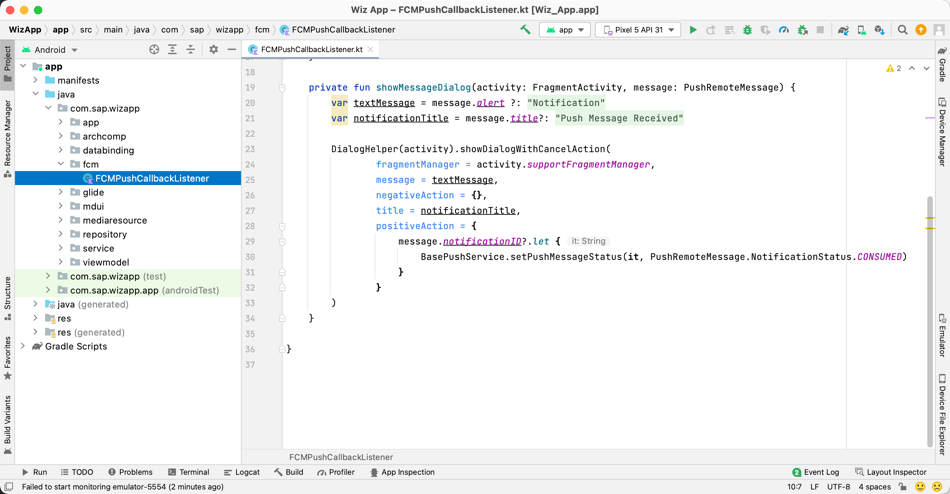 Wiz App – FCMPushCallbackListener.kt [Wiz_App.app]
WizApp app src main java com sap wizapp fcm FCMPushCallbackListener
app
Pixel 5 API 31
Android
FCMPushCallbackListener.kt
Project
Resource Manager
Structure
Favorites
Build Variants
app
manifests
java
com.sap.wizapp
app
archcomp
databinding
fcm
FCMPushCallbackListener
glide
mdui
mediaresource
repository
service
viewmodel
com.sap.wizapp (test)
com.sap.wizapp.app (androidTest)
java (generated)
res
res (generated)
Gradle Scripts
2
18 }
19 private fun showMessageDialog(activity: FragmentActivity, message: PushRemoteMessage) {
20 var textMessage = message.alert ?: "Notification"
21 var notificationTitle = message.title?: "Push Message Received"
22
23 DialogHelper(activity).showDialogWithCancelAction(
24 fragmentManager = activity.supportFragmentManager,
25 message = textMessage,
26 negativeAction = {},
27 title = notificationTitle,
28 positiveAction = {
29 message.notificationID?.let { it: String
30 BasePushService.setPushMessageStatus(it, PushRemoteMessage.NotificationStatus.CONSUMED)
31 }
32 }
33 )
34 }
35
36 }
37
FCMPushCallbackListener
Gradle
Device Manager
Emulator
Device File Explorer
Run TODO Problems Terminal Logcat Build Profiler App Inspection
2 Event Log Layout Inspector
Failed to start monitoring emulator-5554 (2 minutes ago)
10:7 LF UTF-8 4 spaces